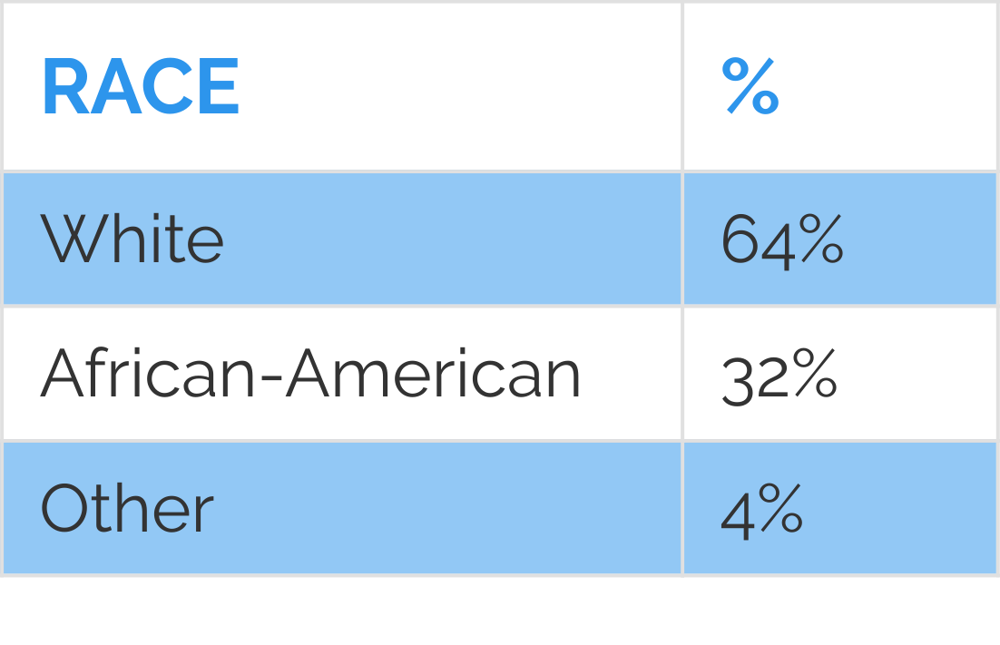 RACE %
White 64%
African-American 32%
Other 4%